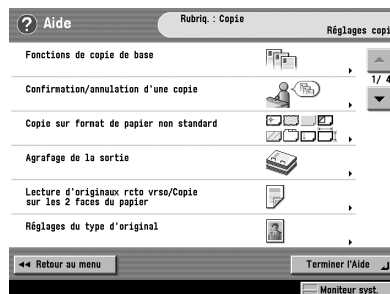 ? Aide
Rubriq. : Copie
Réglages copi
Fonctions de copie de base
1/ 4
Confirmation/annulation d'une copie
Copie sur format de papier non standard
Agrafage de la sortie
Lecture d'originaux rcto vrso/Copie
sur les 2 faces du papier
Réglages du type d'original
Retour au menu
Terminer l'Aide
Moniteur syst.